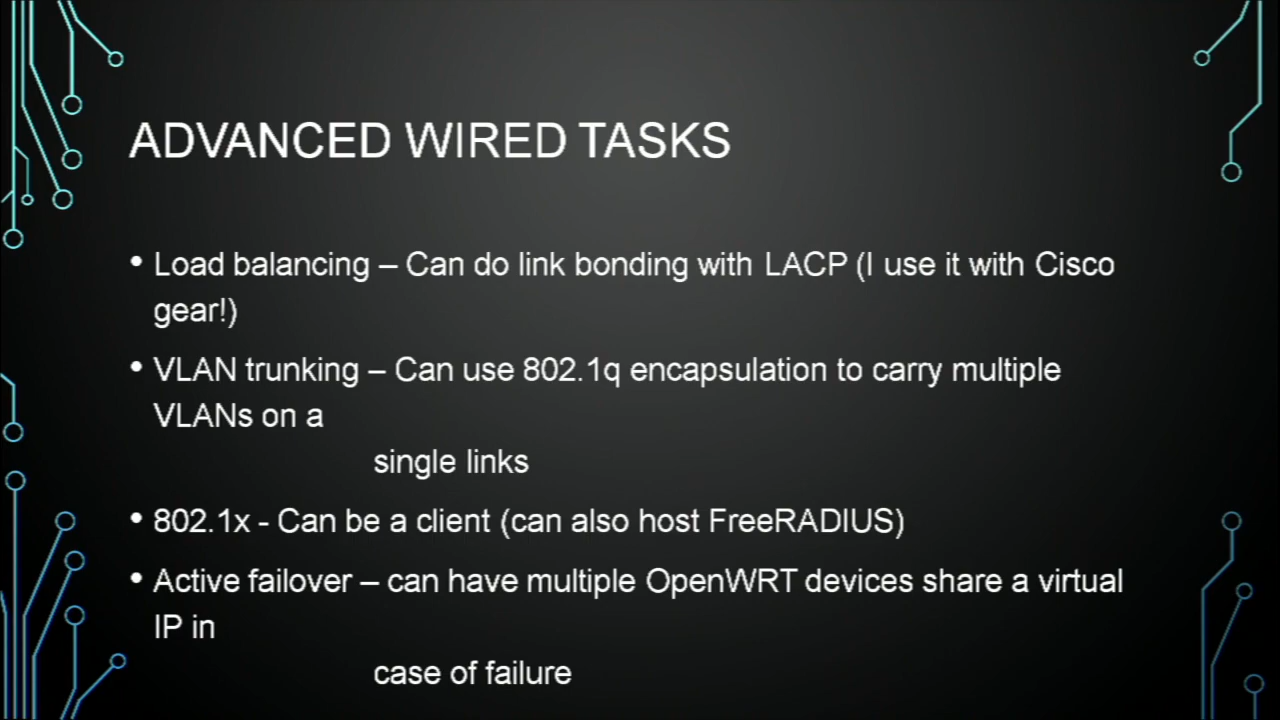 ADVANCED WIRED TASKS
• Load balancing – Can do link bonding with LACP (I use it with Cisco
gear!)
• VLAN trunking – Can use 802.1q encapsulation to carry multiple
VLANs on a
single links
• 802.1x - Can be a client (can also host FreeRADIUS)
• Active failover – can have multiple OpenWRT devices share a virtual
IP in
case of failure